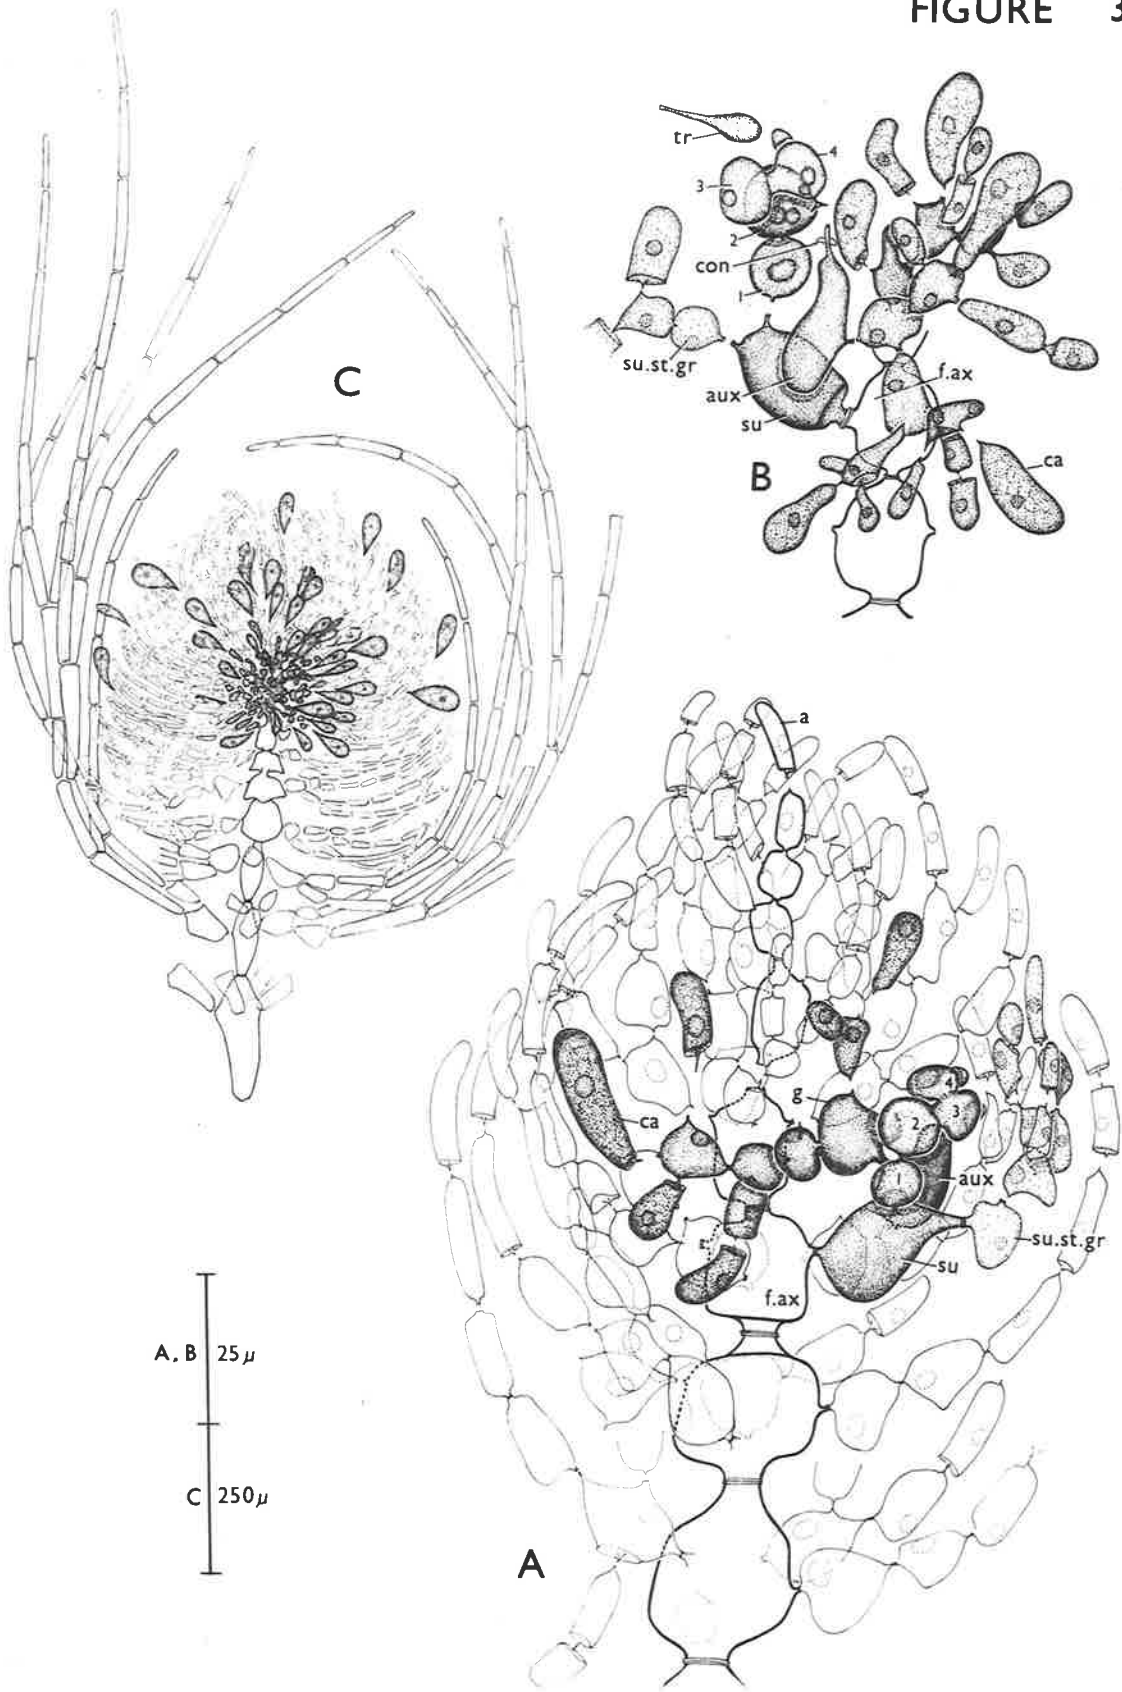 FIGURE 3
tr
4
3
2
con
1
su.st.gr
aux
su
f.ax
ca
B
C
a
g
ca
4
3
2
1
aux
su.st.gr
su
g
f.ax
A, B 25μ
C 250μ
A